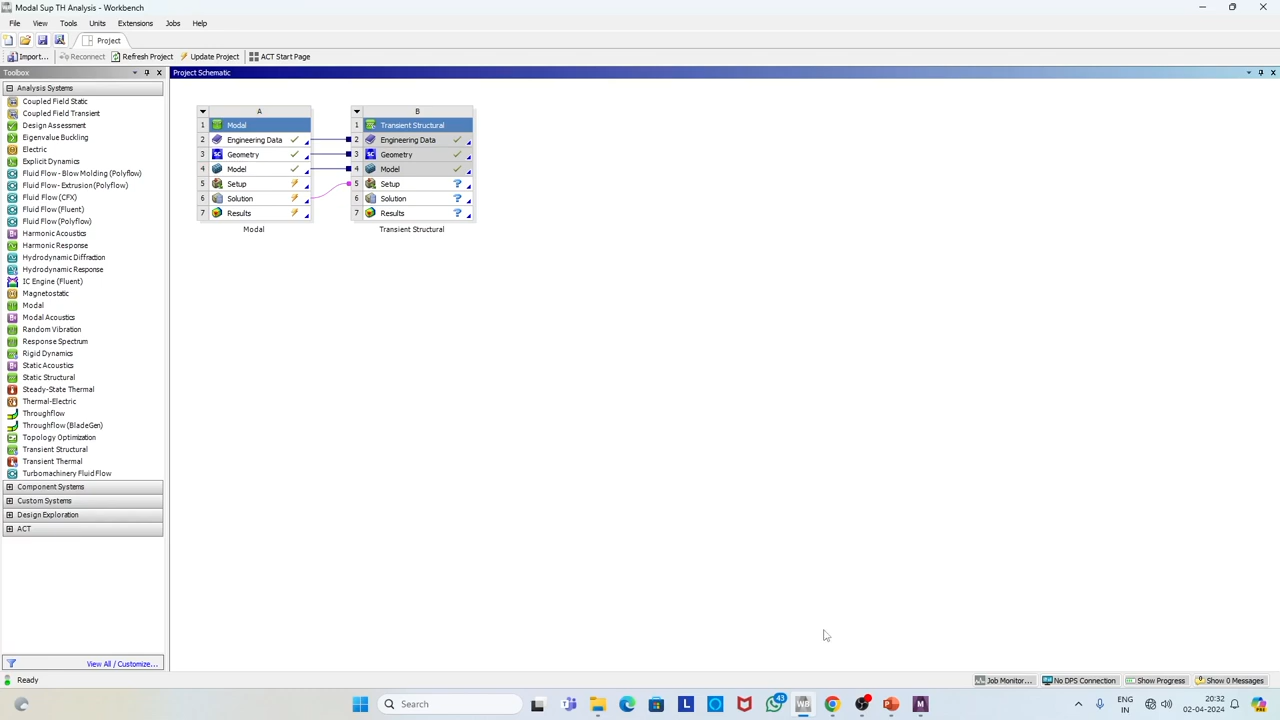 Modal Sup TH Analysis - Workbench
File View Tools Units Extensions Jobs Help
Project
Import... Reconnect Refresh Project Update Project ACT Start Page
Toolbox
Project Schematic
Analysis Systems
Coupled Field Static
Coupled Field Transient
Design Assessment
Eigenvalue Buckling
Electric
Explicit Dynamics
Fluid Flow - Blow Molding (Polyflow)
Fluid Flow- Extrusion (Polyflow)
Fluid Flow (CFX)
Fluid Flow (Fluent)
Fluid Flow (Polyflow)
Harmonic Acoustics
Harmonic Response
Hydrodynamic Diffraction
Hydrodynamic Response
IC Engine (Fluent)
Magnetostatic
Modal
Modal Acoustics
Random Vibration
Response Spectrum
Rigid Dynamics
Static Acoustics
Static Structural
Steady-State Thermal
Thermal-Electric
Throughflow
Throughflow (BladeGen)
Topology Optimization
Transient Structural
Transient Thermal
Turbomachinery Fluid Flow
Component Systems
Custom Systems
Design Exploration
ACT
View All / Customize...
A
1 Modal
2 Engineering Data
3 Geometry
4 Model
5 Setup
6 Solution
7 Results
Modal
B
1 Transient Structural
2 Engineering Data
3 Geometry
4 Model
5 Setup
6 Solution
7 Results
Transient Structural
Ready
Job Monitor... No DPS Connection Show Progress Show 0 Messages
Search
43
ENG
IN
20:32
02-04-2024